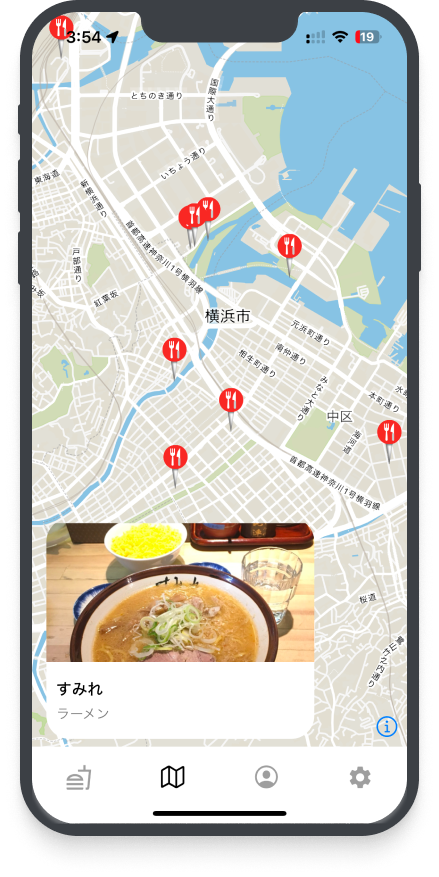 3:54
19
国際大通り
とちのき通り
いちょう通り
東海道
新横浜通り
首都高速神奈川1号横羽線
戸部通り
紅葉坂
横浜市
元浜町通り
南仲通り
相生町通り
みなと大通り
本町通り
中区
海河道
首都高速神奈川1号横羽線
桜道
すみれ
すみれ
ラーメン